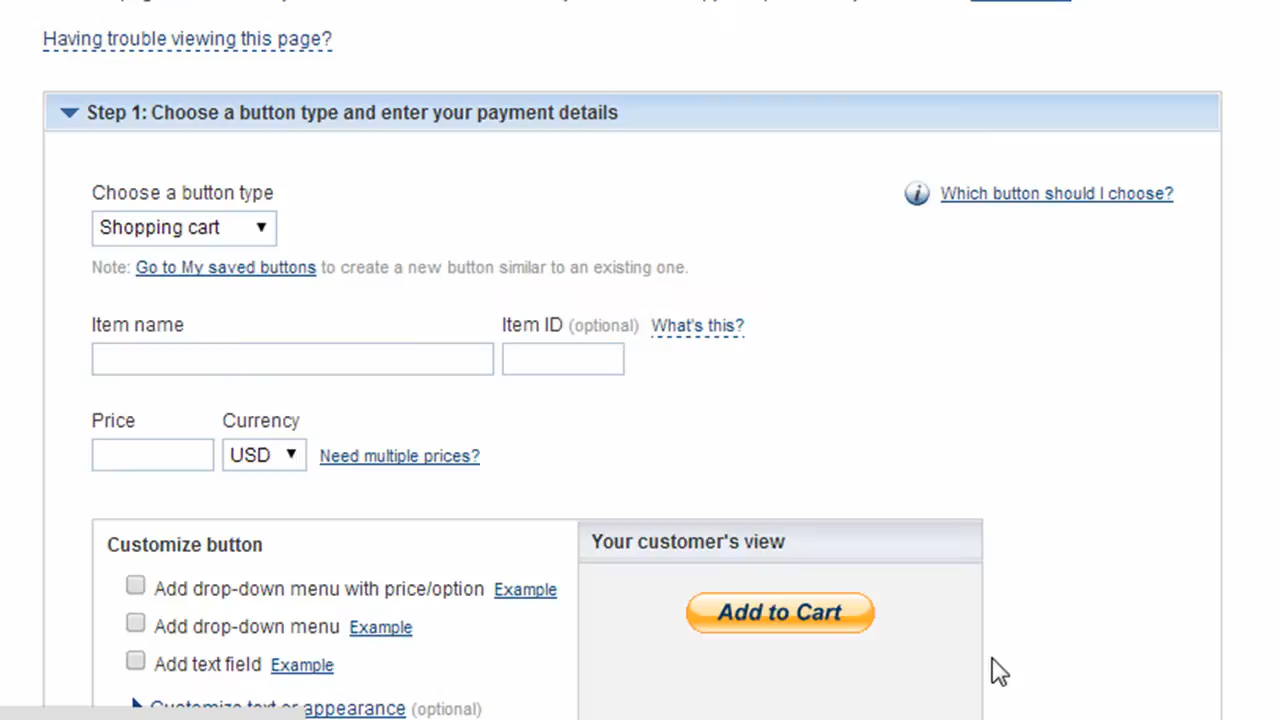 Having trouble viewing this page?
Step 1: Choose a button type and enter your payment details
Choose a button type
Which button should I choose?
Shopping cart
Note: Go to My saved buttons to create a new button similar to an existing one.
Item name
Item ID (optional) What's this?
Price
Currency
USD
Need multiple prices?
Customize button
Your customer's view
Add drop-down menu with price/option Example
Add to Cart
Add drop-down menu Example
Add text field Example
Customize text or appearance (optional)